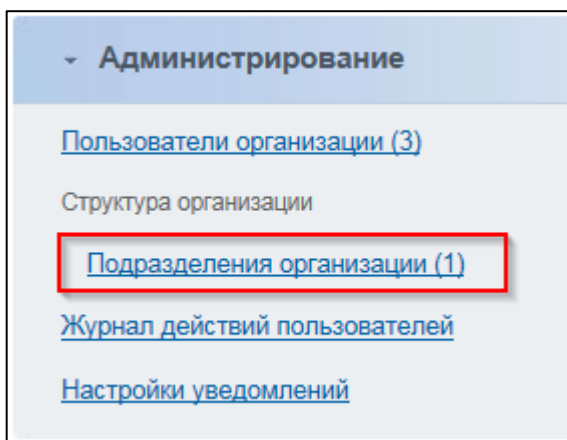 Администрирование
Пользователи организации (3)
Структура организации
Подразделения организации (1)
Журнал действий пользователей
Настройки уведомлений